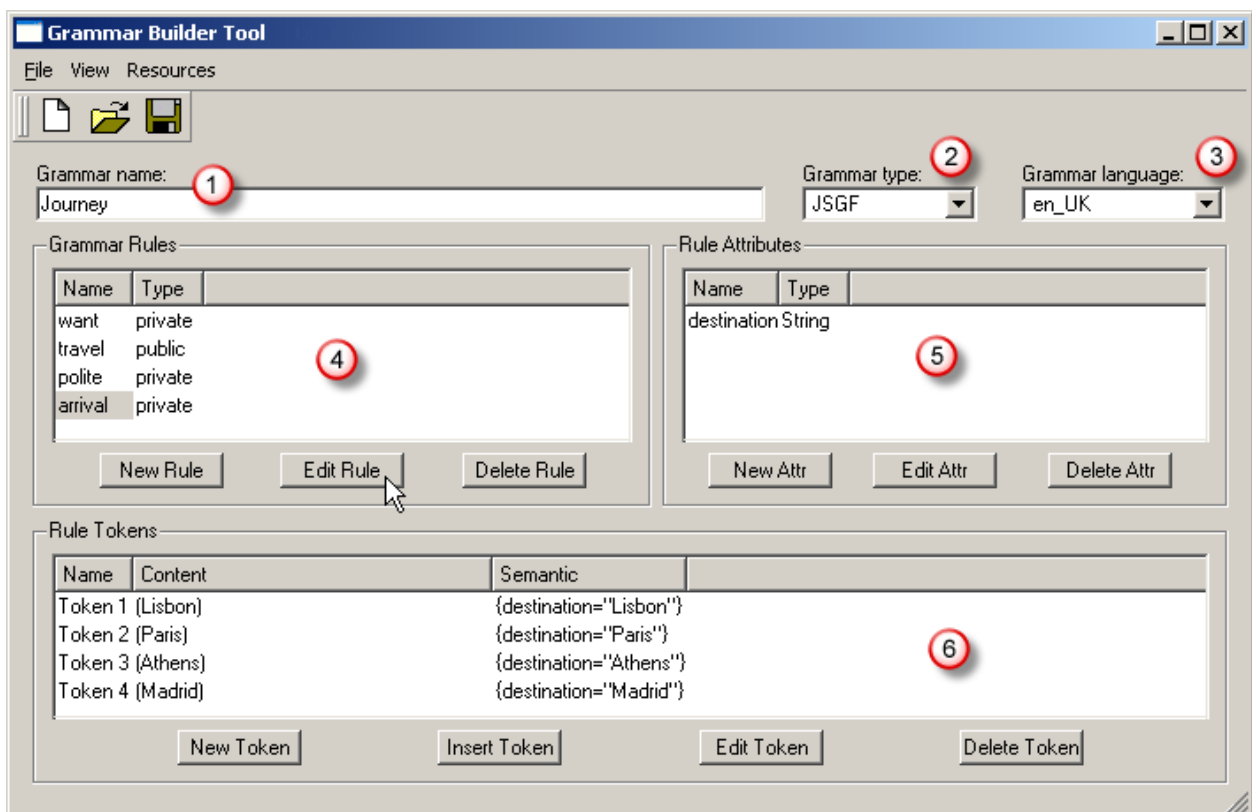 Grammar Builder Tool
File View Resources
Grammar name: 1 Grammar type: 2 Grammar language: 3
Journey JSGF en_UK
Grammar Rules Rule Attributes
Name Type Name Type
want private destination String
travel public 4 5
polite private
arrival private
New Rule Edit Rule Delete Rule New Attr Edit Attr Delete Attr
Rule Tokens
Name Content Semantic
Token 1 (Lisbon) {destination="Lisbon"}
Token 2 (Paris) {destination="Paris"}
Token 3 (Athens) {destination="Athens"} 6
Token 4 (Madrid) {destination="Madrid"}
New Token Insert Token Edit Token Delete Token